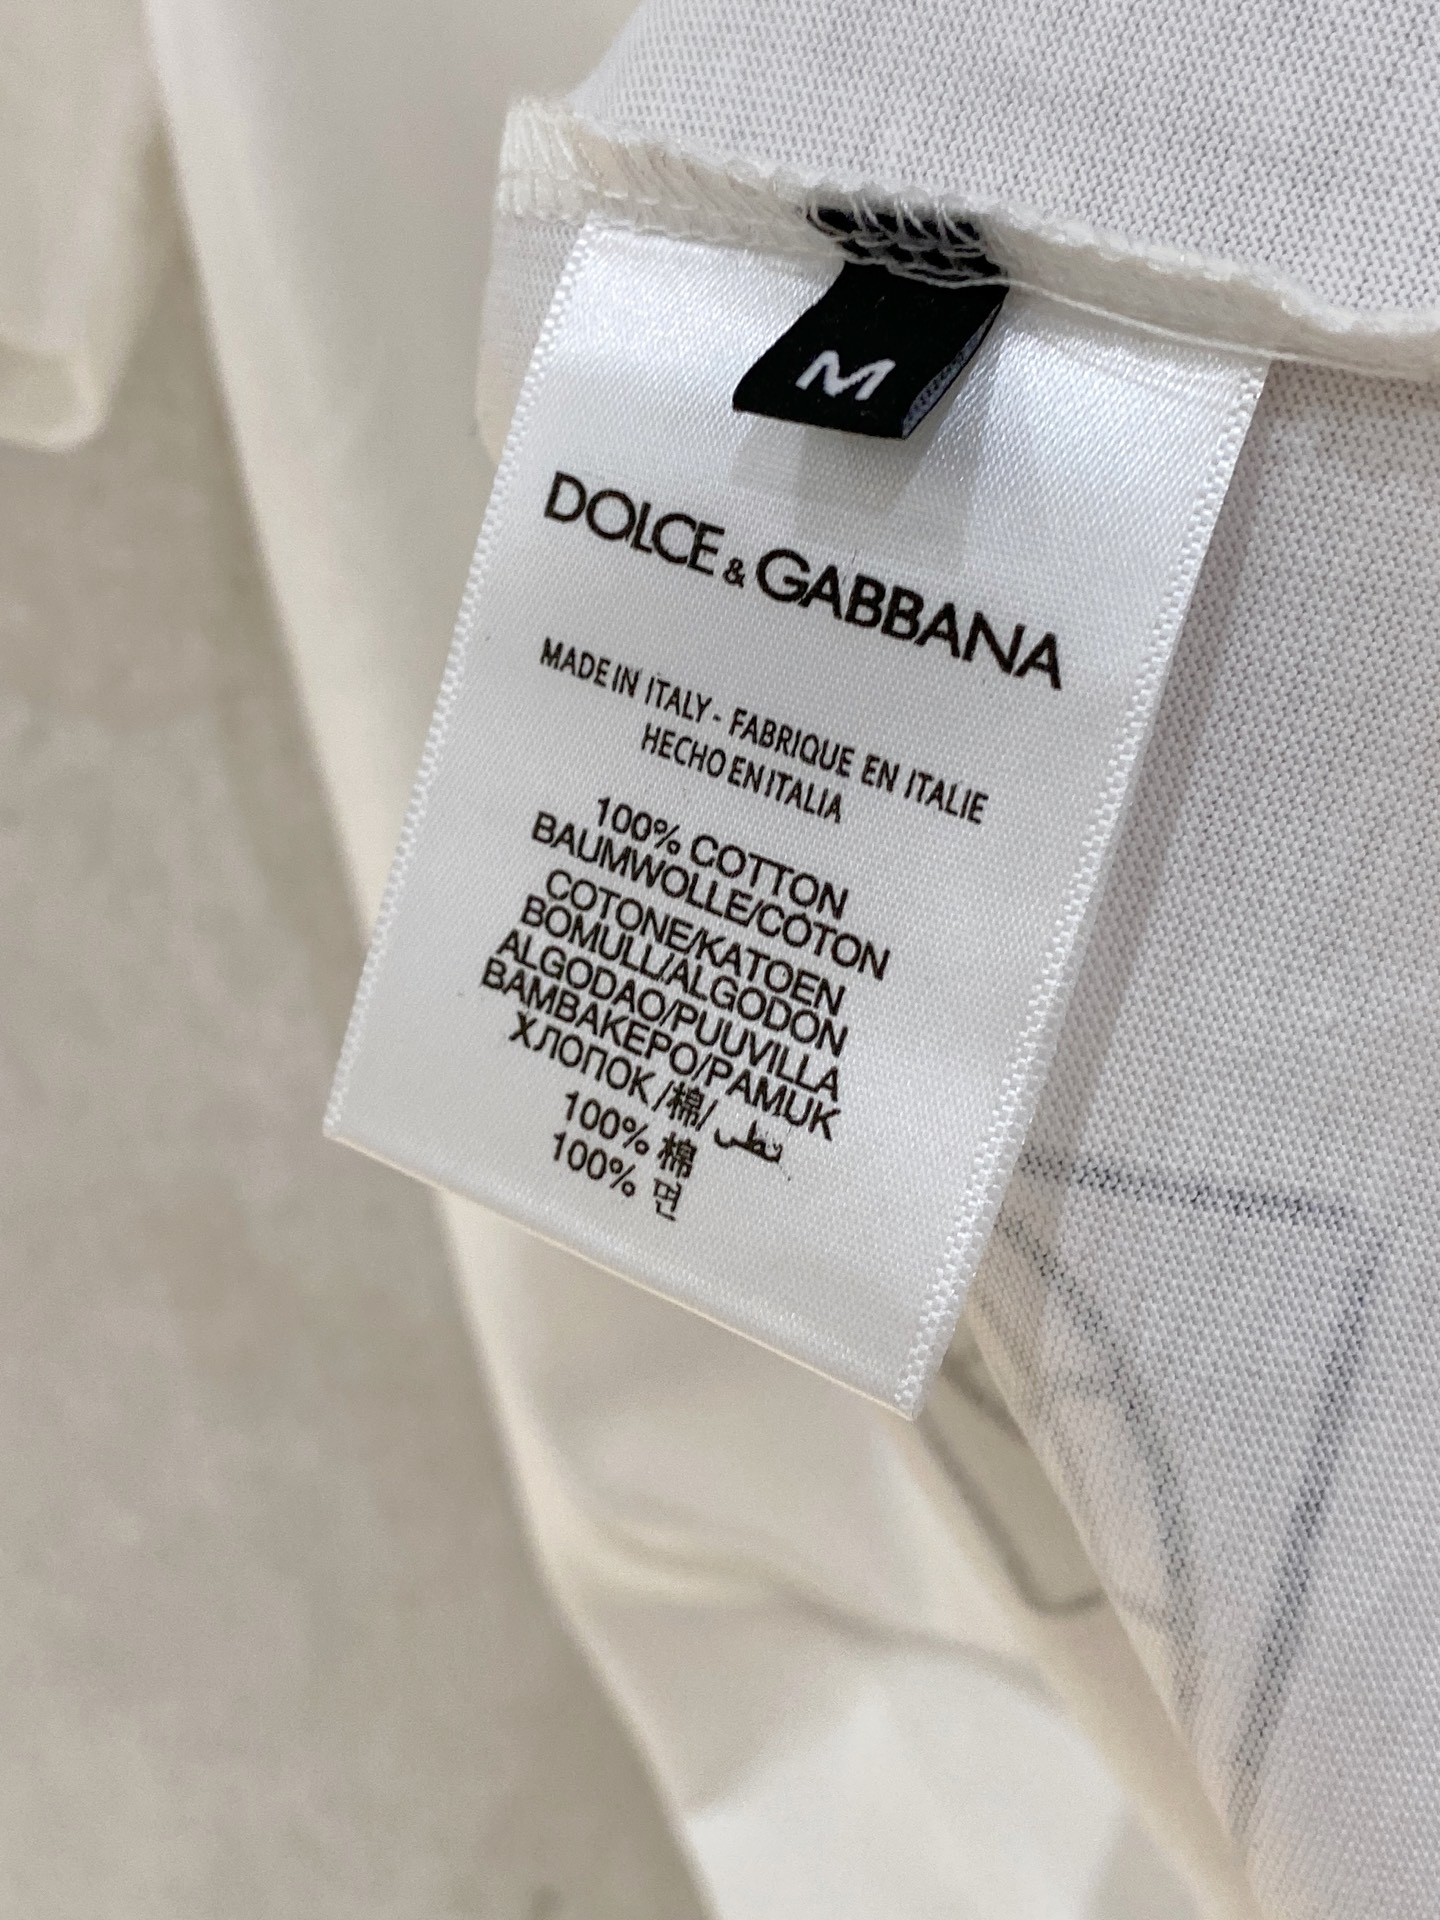 M
DOLCE & GABBANA
MADE IN ITALY - FABRIQUE EN ITALIE
HECHO EN ITALIA
100% COTTON
BAUMWOLLE/COTON
COTONE/KATOEN
BOMULL/ALGODON
ALGODAO/PUUVILLA
BAMBAKEPO/PAMUK
ХЛОПОК/棉/قطن
100% 棉
100% 면